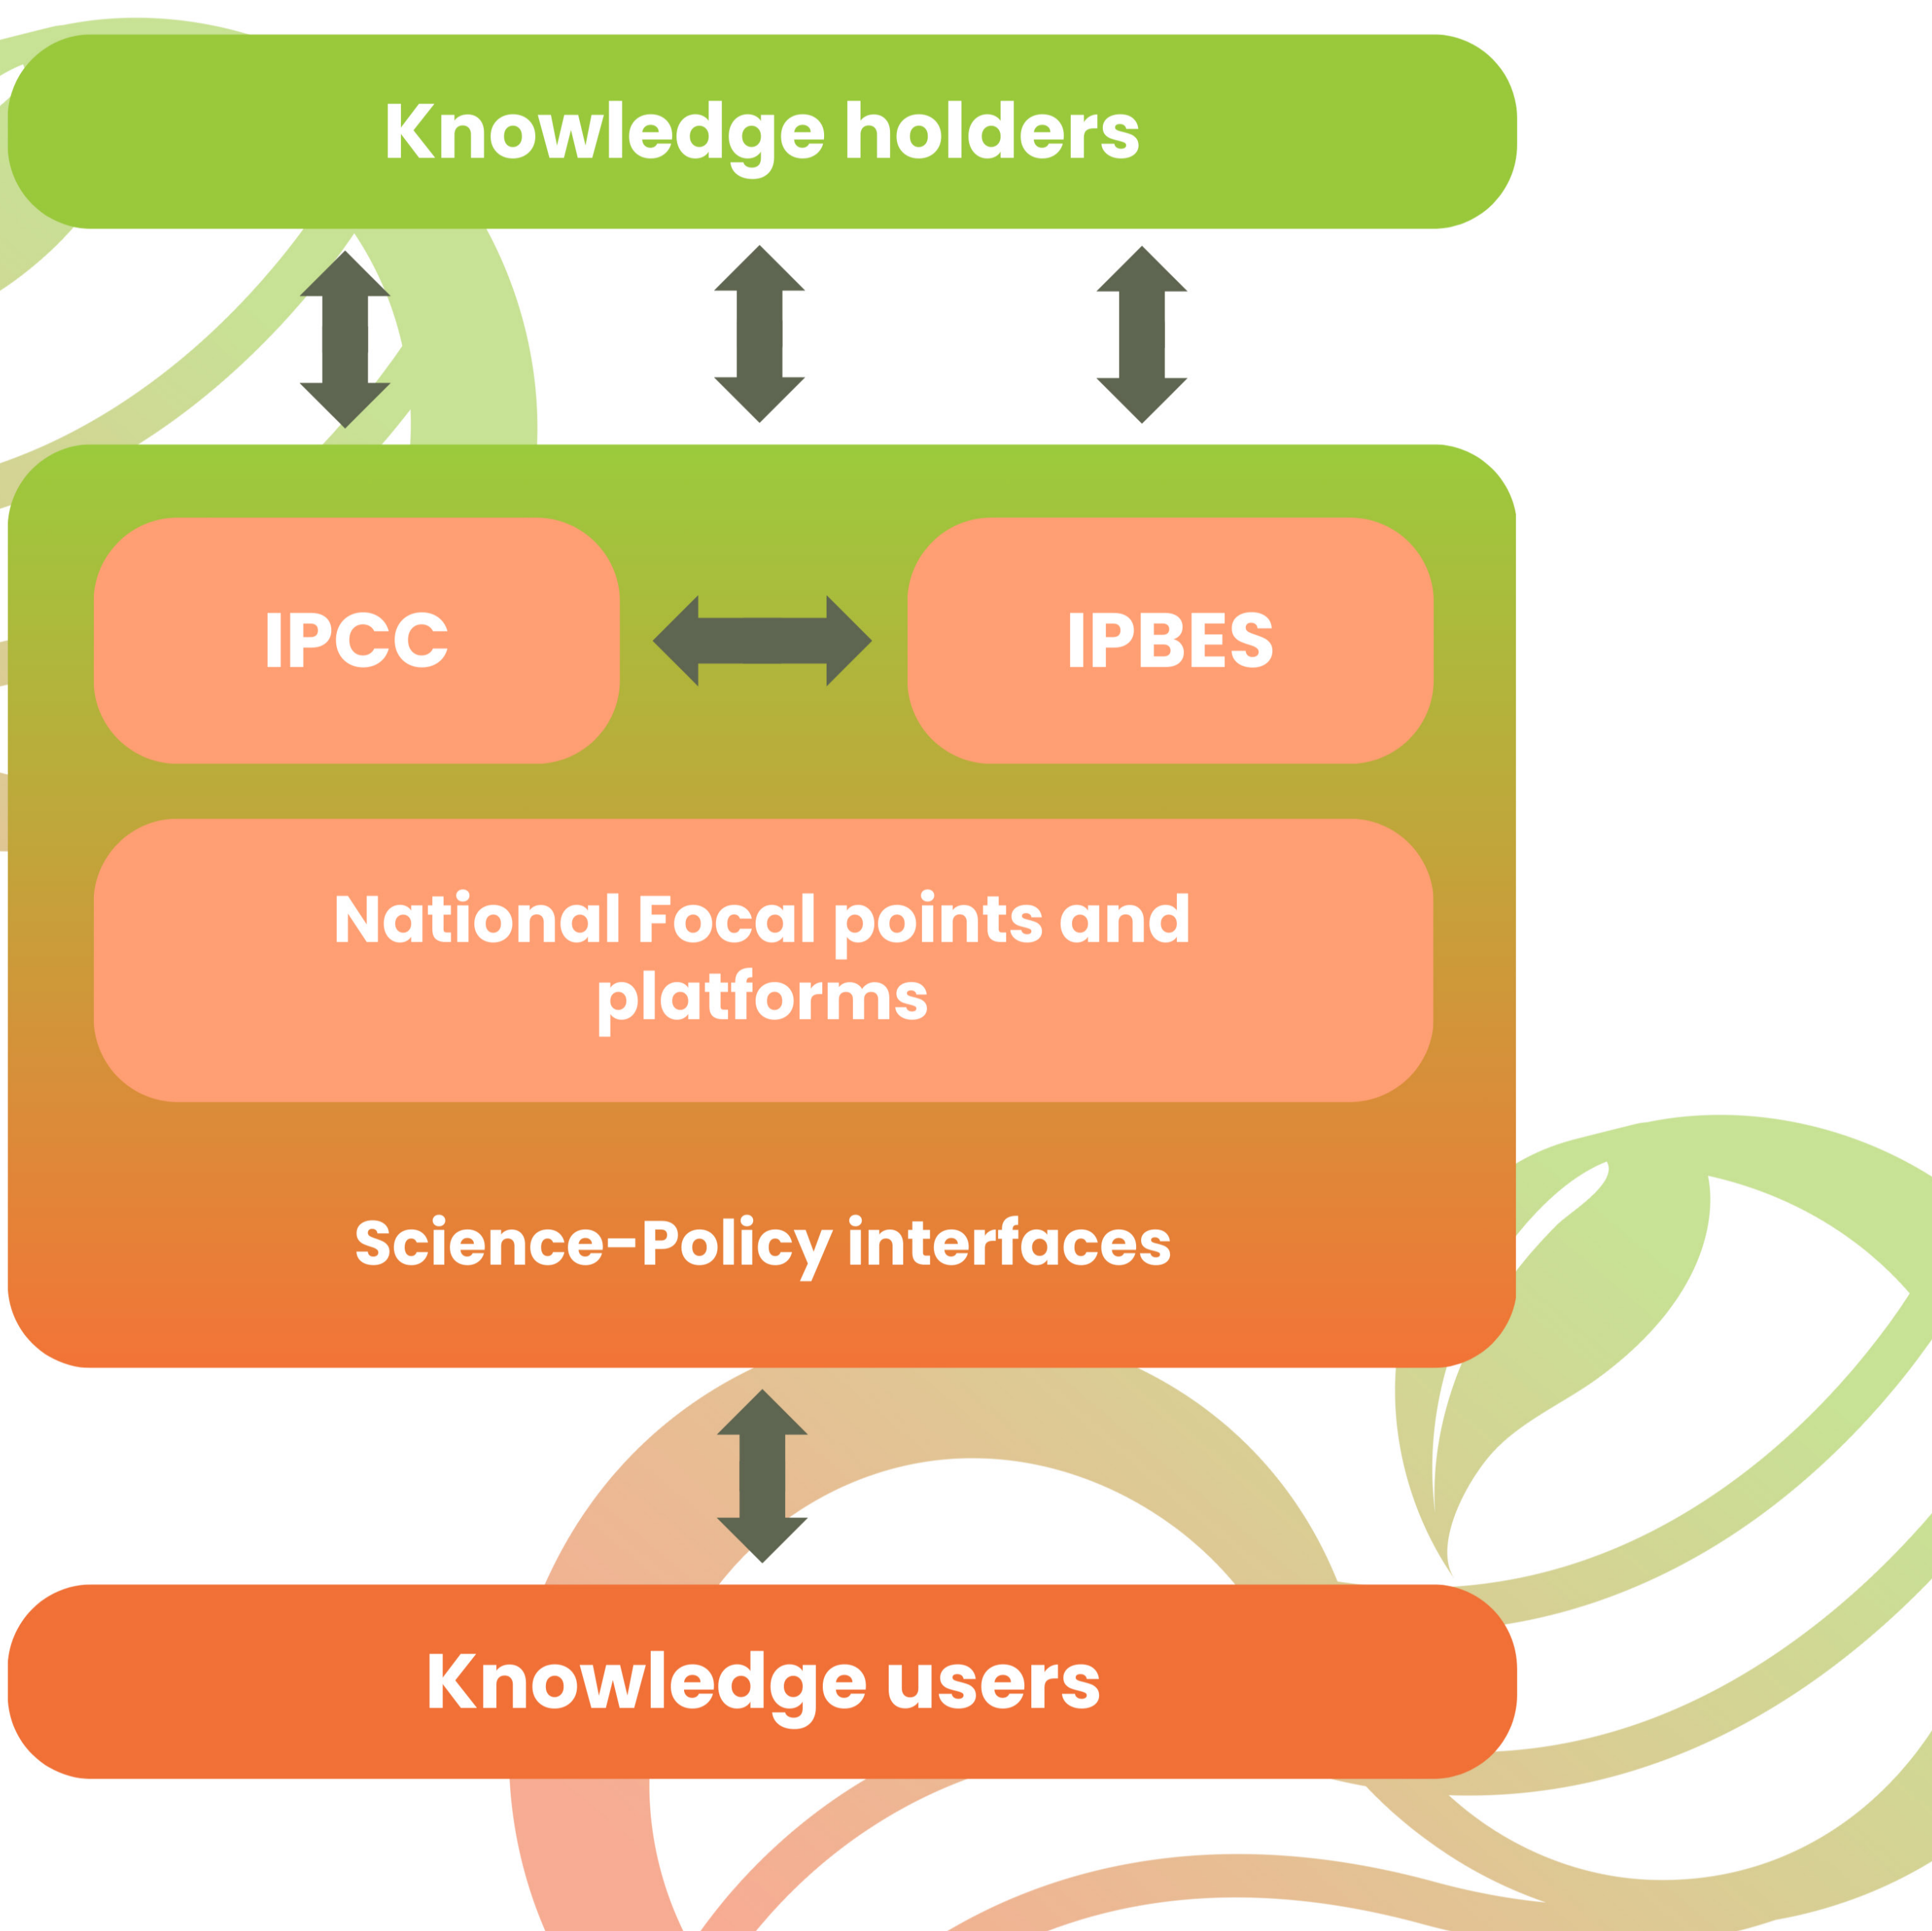 Knowledge holders
IPCC
IPBES
National Focal points and
platforms
Science-Policy interfaces
Knowledge users